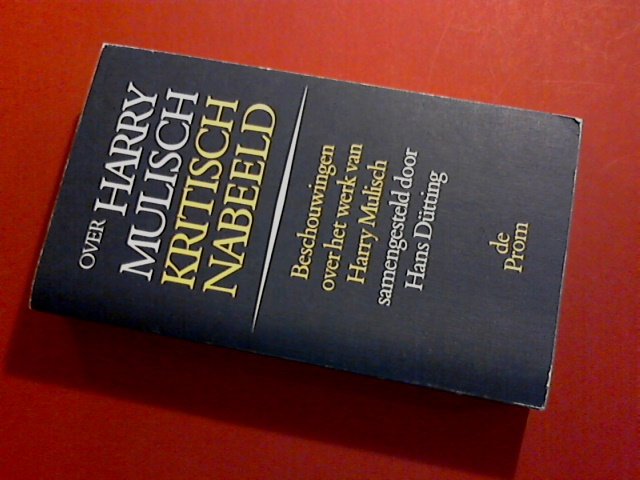 OVER HARRY
MULISCH
KRITISCH
NABEELD
Beschouwingen
over het werk van
Harry Mulisch
samengesteld door
Hans Dütting
de
Prom